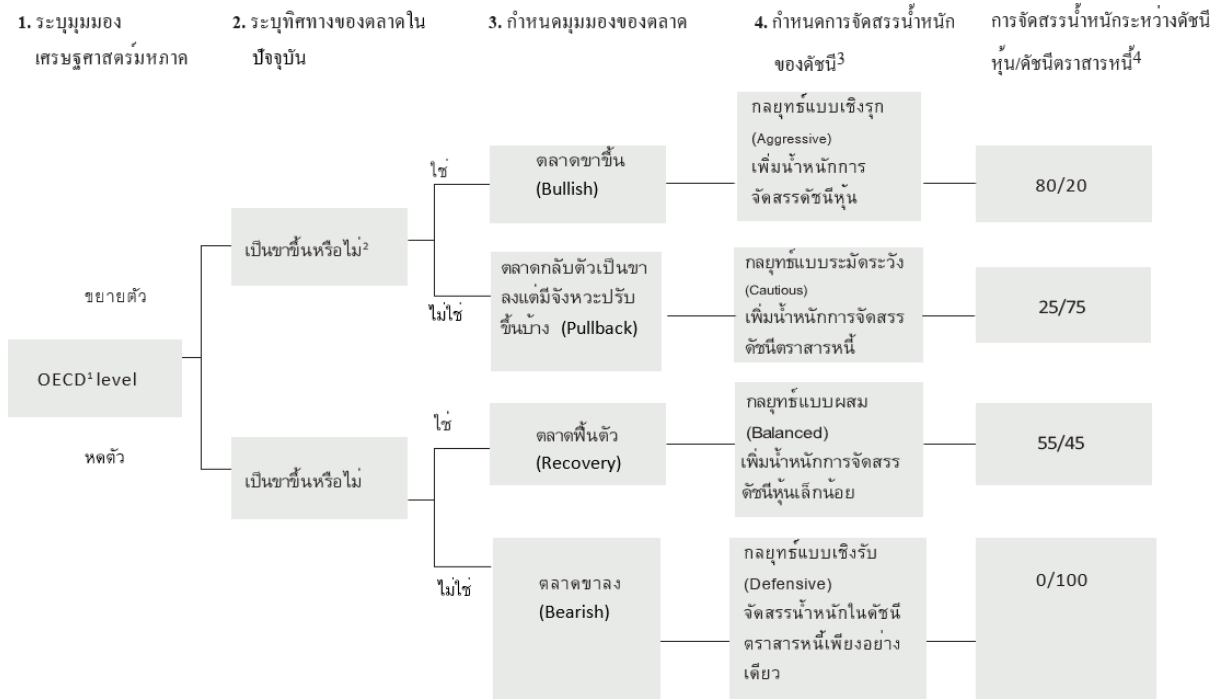 1. ระบุมุมมอง
เศรษฐศาสตร์มหภาค
2. ระบุทิศทางของตลาดใน
ปัจจุบัน
3. กำหนดมุมมองของตลาด
4. กำหนดการจัดสรรน้ำหนัก
ของดัชนี3
การจัดสรรน้ำหนักระหว่างดัชนี
หุ้น/ดัชนีตราสารหนี้4
ขยายตัว
OECD¹ level
หดตัว
เป็นขาขึ้นหรือไม่²
ใช่
ตลาดขาขึ้น
(Bullish)
กลยุทธ์แบบเชิงรุก
(Aggressive)
เพิ่มน้ำหนักการ
จัดสรรดัชนีหุ้น
80/20
ไม่ใช่
ตลาดกลับตัวเป็นขา
ลงแต่มีจังหวะปรับ
ขึ้นบ้าง (Pullback)
กลยุทธ์แบบระมัดระวัง
(Cautious)
เพิ่มน้ำหนักการจัดสรร
ดัชนีตราสารหนี้
25/75
เป็นขาขึ้นหรือไม่
ใช่
ตลาดฟื้นตัว
(Recovery)
กลยุทธ์แบบผสม
(Balanced)
เพิ่มน้ำหนักการจัดสรร
ดัชนีหุ้นเล็กน้อย
55/45
ไม่ใช่
ตลาดขาลง
(Bearish)
กลยุทธ์แบบเชิงรับ
(Defensive)
จัดสรรน้ำหนักในดัชนี
ตราสารหนี้เพียงอย่าง
เดียว
0/100